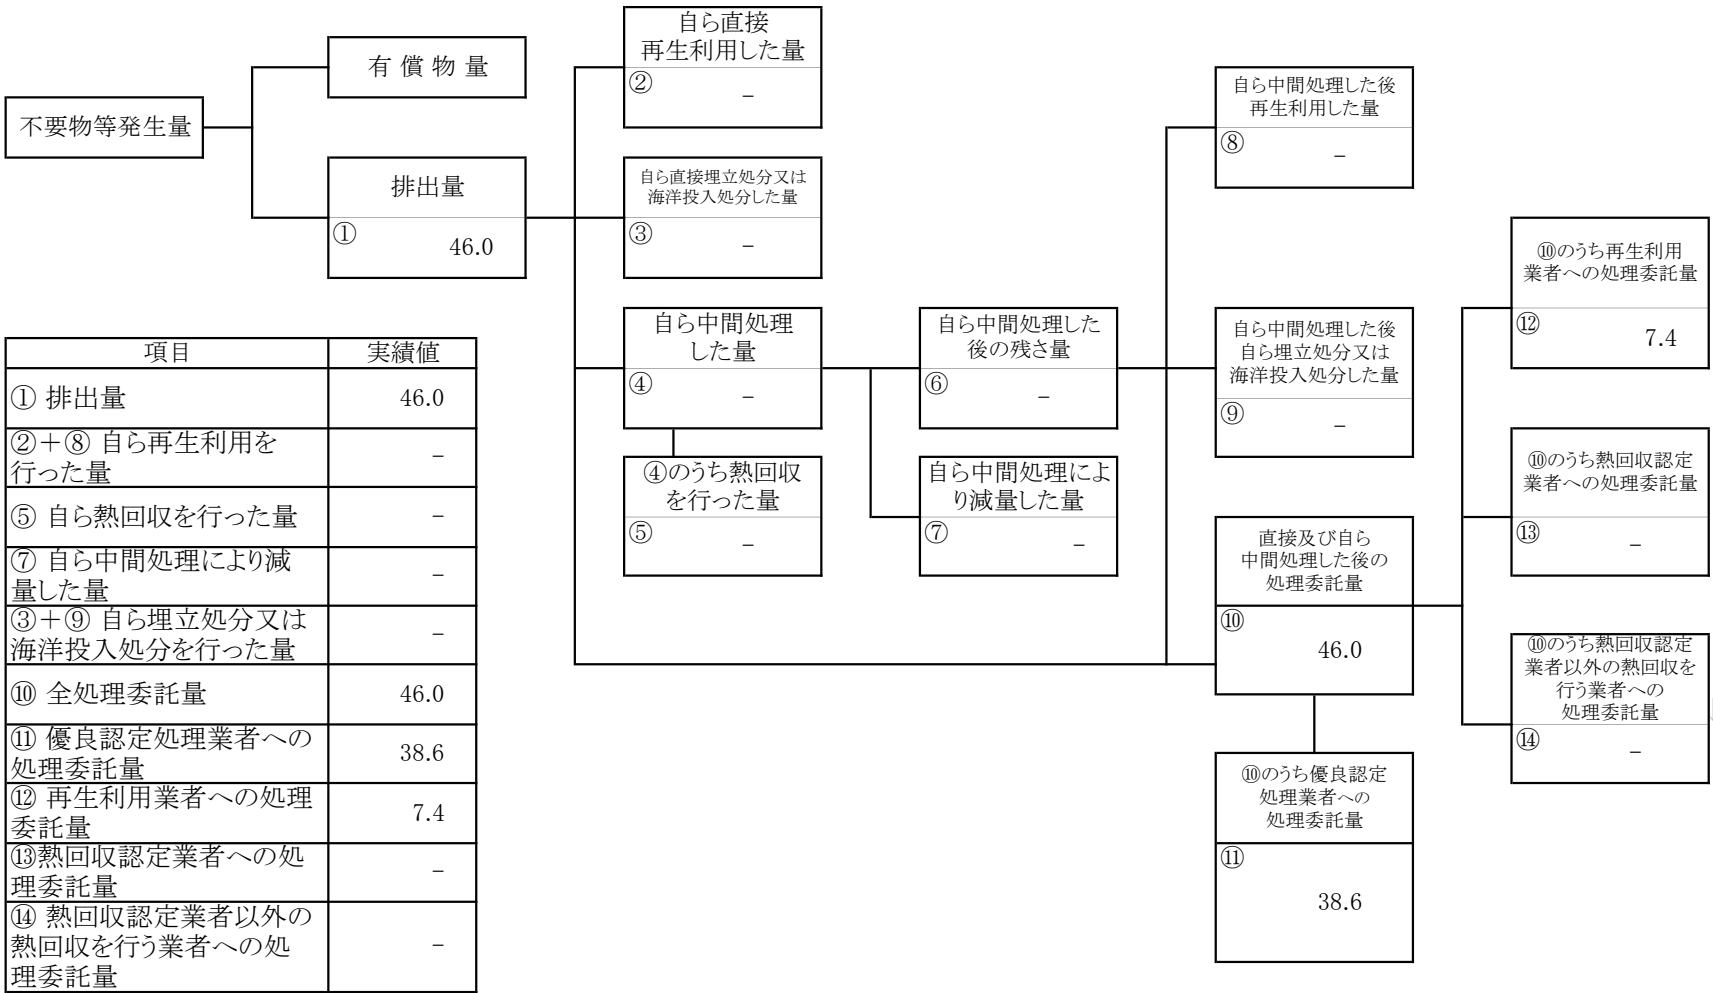 不要物等発生量
有 償 物 量
排出量
①
46.0
自ら直接
再生利用した量
②
－
自ら直接埋立処分又は
海洋投入処分した量
③
－
自ら中間処理
した量
④
－
④のうち熱回収
を行った量
⑤
－
自ら中間処理した
後の残さ量
⑥
－
自ら中間処理によ
り減量した量
⑦
－
自ら中間処理した後
再生利用した量
⑧
－
自ら中間処理した後
自ら埋立処分又は
海洋投入処分した量
⑨
－
直接及び自ら
中間処理した後の
処理委託量
⑩
46.0
⑩のうち優良認定
処理業者への
処理委託量
⑪
38.6
⑩のうち再生利用
業者への処理委託量
⑫
7.4
⑩のうち熱回収認定
業者への処理委託量
⑬
－
⑩のうち熱回収認定
業者以外の熱回収を
行う業者への
処理委託量
⑭
－
項目 実績値
① 排出量 46.0
②＋⑧ 自ら再生利用を
行った量 －
⑤ 自ら熱回収を行った量 －
⑦ 自ら中間処理により減
量した量 －
③＋⑨ 自ら埋立処分又は
海洋投入処分を行った量 －
⑩ 全処理委託量 46.0
⑪ 優良認定処理業者への
処理委託量 38.6
⑫ 再生利用業者への処理
委託量 7.4
⑬熱回収認定業者への処
理委託量 －
⑭ 熱回収認定業者以外の
熱回収を行う業者への処
理委託量 －